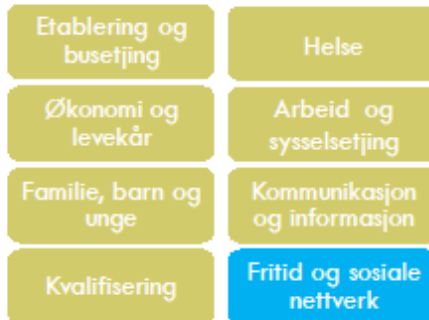 Etablering og
busetjing
Helse
Økonomi og
levekår
Arbeid og
sysselsetjing
Familie, barn og
unge
Kommunikasjon
og informasjon
Kvalifisering
Fritid og sosiale
nettverk